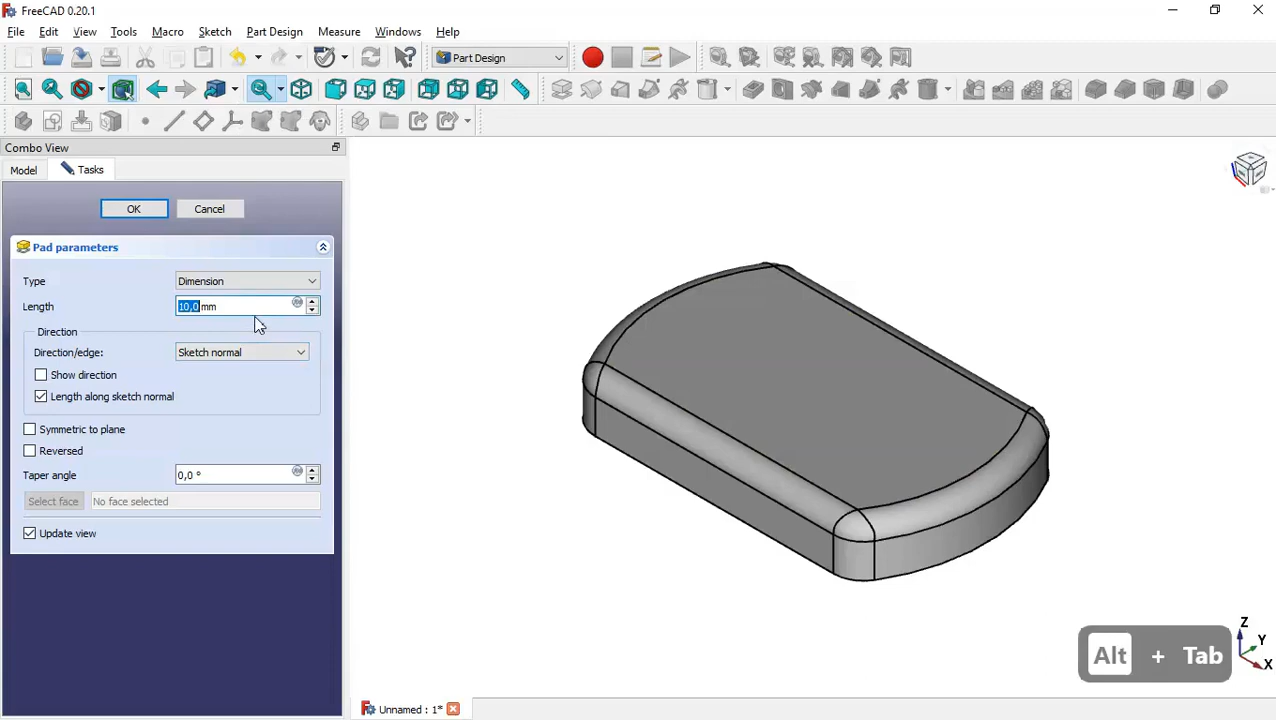 FreeCAD 0.20.1
File Edit View Tools Macro Sketch Part Design Measure Windows Help
Part Design
Combo View
Model Tasks
OK Cancel
Pad parameters
Type Dimension
Length 10,0 mm
Direction
Direction/edge: Sketch normal
Show direction
Length along sketch normal
Symmetric to plane
Reversed
Taper angle 0,0 °
Select face No face selected
Update view
Alt + Tab
Z
Y
X
Unnamed : 1*